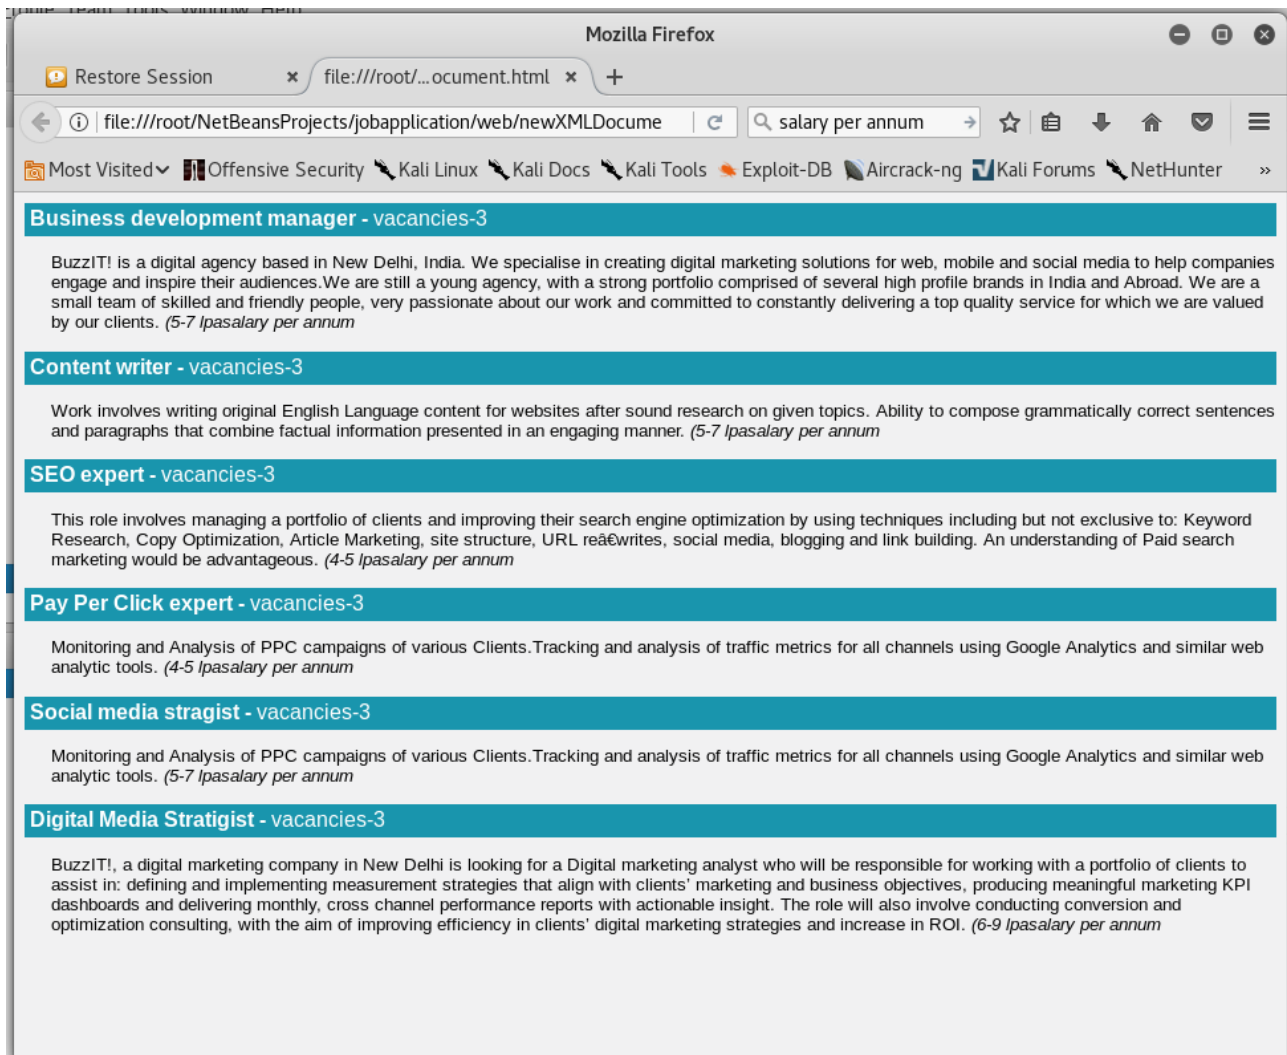 Mozilla Firefox
Restore Session
file:///root/...ocument.html
file:///root/NetBeansProjects/jobapplication/web/newXMLDocume
salary per annum
Most Visited Offensive Security Kali Linux Kali Docs Kali Tools Exploit-DB Aircrack-ng Kali Forums NetHunter »
Business development manager - vacancies-3
BuzzIT! is a digital agency based in New Delhi, India. We specialise in creating digital marketing solutions for web, mobile and social media to help companies
engage and inspire their audiences.We are still a young agency, with a strong portfolio comprised of several high profile brands in India and Abroad. We are a
small team of skilled and friendly people, very passionate about our work and committed to constantly delivering a top quality service for which we are valued
by our clients. (5-7 lpasalary per annum
Content writer - vacancies-3
Work involves writing original English Language content for websites after sound research on given topics. Ability to compose grammatically correct sentences
and paragraphs that combine factual information presented in an engaging manner. (5-7 lpasalary per annum
SEO expert - vacancies-3
This role involves managing a portfolio of clients and improving their search engine optimization by using techniques including but not exclusive to: Keyword
Research, Copy Optimization, Article Marketing, site structure, URL reâ€writes, social media, blogging and link building. An understanding of Paid search
marketing would be advantageous. (4-5 lpasalary per annum
Pay Per Click expert - vacancies-3
Monitoring and Analysis of PPC campaigns of various Clients.Tracking and analysis of traffic metrics for all channels using Google Analytics and similar web
analytic tools. (4-5 lpasalary per annum
Social media stragist - vacancies-3
Monitoring and Analysis of PPC campaigns of various Clients.Tracking and analysis of traffic metrics for all channels using Google Analytics and similar web
analytic tools. (5-7 lpasalary per annum
Digital Media Stratigist - vacancies-3
BuzzIT!, a digital marketing company in New Delhi is looking for a Digital marketing analyst who will be responsible for working with a portfolio of clients to
assist in: defining and implementing measurement strategies that align with clients’ marketing and business objectives, producing meaningful marketing KPI
dashboards and delivering monthly, cross channel performance reports with actionable insight. The role will also involve conducting conversion and
optimization consulting, with the aim of improving efficiency in clients’ digital marketing strategies and increase in ROI. (6-9 lpasalary per annum